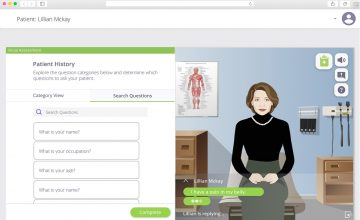 Patient: Lillian Mckay
Patient History
Explore the question categories below and determine which
questions to ask your patient.
Category View
Search Questions
Search Questions
What is your name?
What is your occupation?
What is your job?
What is your name?
Complete
Lillian Mckay
I have a pain in my belly
Lillian is replying